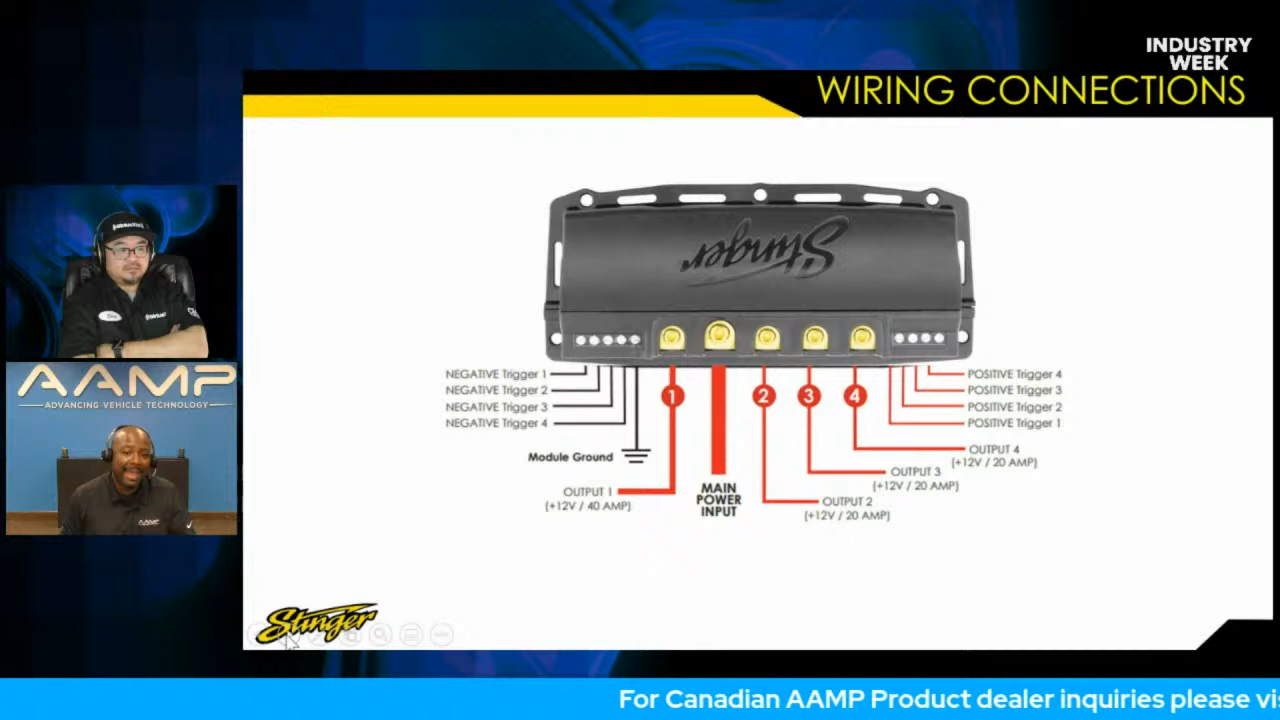 INDUSTRY
WEEK
WIRING CONNECTIONS
Stinger
NEGATIVE Trigger 1
NEGATIVE Trigger 2
NEGATIVE Trigger 3
NEGATIVE Trigger 4
Module Ground
1
2
3
4
POSITIVE Trigger 4
POSITIVE Trigger 3
POSITIVE Trigger 2
POSITIVE Trigger 1
OUTPUT 4
(+12V / 20 AMP)
OUTPUT 3
(+12V / 20 AMP)
OUTPUT 2
(+12V / 20 AMP)
MAIN
POWER
INPUT
OUTPUT 1
(+12V / 40 AMP)
AAMP
ADVANCING VEHICLE TECHNOLOGY
AAMP
Stinger
For Canadian AAMP Product dealer inquiries please vis